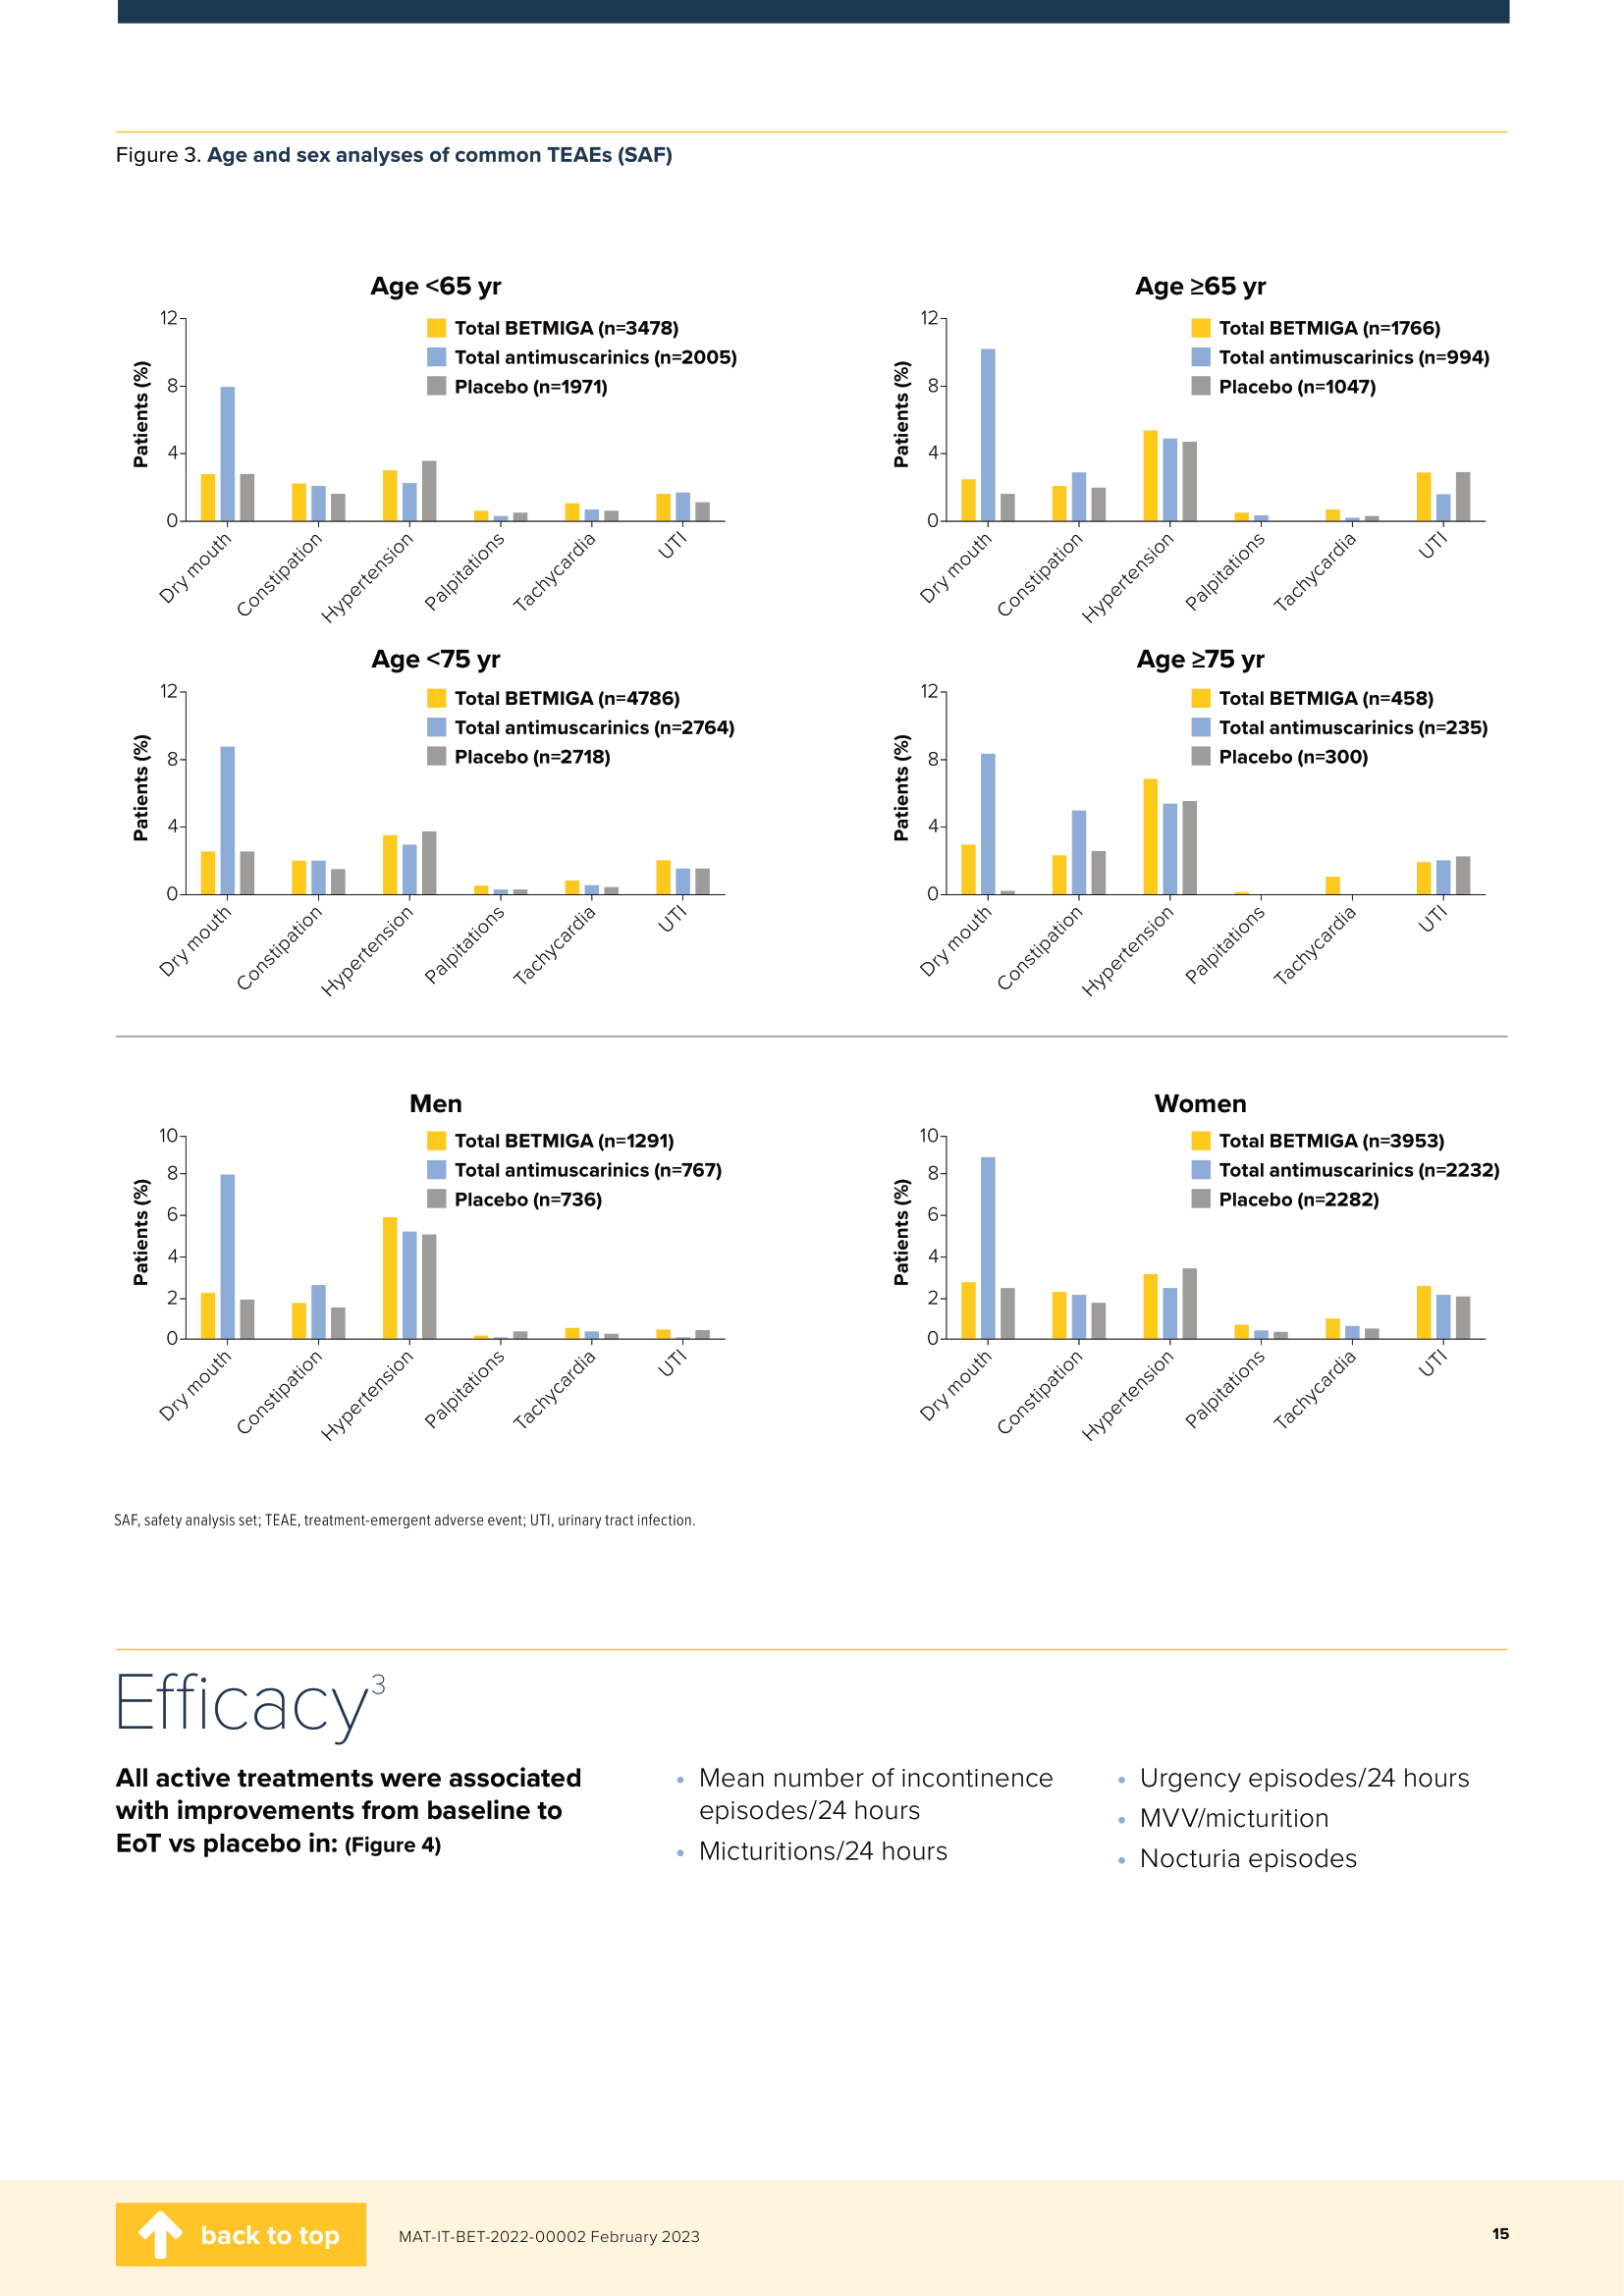 Figure 3. Age and sex analyses of common TEAEs (SAF)
Age <65 yr
Total BETMIGA (n=3478)
Total antimuscarinics (n=2005)
Placebo (n=1971)
Patients (%)
12
8
4
0
Dry mouth
Constipation
Hypertension
Palpitations
Tachycardia
UTI
Age ≥65 yr
Total BETMIGA (n=1766)
Total antimuscarinics (n=994)
Placebo (n=1047)
Patients (%)
12
8
4
0
Dry mouth
Constipation
Hypertension
Palpitations
Tachycardia
UTI
Age <75 yr
Total BETMIGA (n=4786)
Total antimuscarinics (n=2764)
Placebo (n=2718)
Patients (%)
12
8
4
0
Dry mouth
Constipation
Hypertension
Palpitations
Tachycardia
UTI
Age ≥75 yr
Total BETMIGA (n=458)
Total antimuscarinics (n=235)
Placebo (n=300)
Patients (%)
12
8
4
0
Dry mouth
Constipation
Hypertension
Palpitations
Tachycardia
UTI
Men
Total BETMIGA (n=1291)
Total antimuscarinics (n=767)
Placebo (n=736)
Patients (%)
10
8
6
4
2
0
Dry mouth
Constipation
Hypertension
Palpitations
Tachycardia
UTI
Women
Total BETMIGA (n=3953)
Total antimuscarinics (n=2232)
Placebo (n=2282)
Patients (%)
10
8
6
4
2
0
Dry mouth
Constipation
Hypertension
Palpitations
Tachycardia
UTI
SAF, safety analysis set; TEAE, treatment-emergent adverse event; UTI, urinary tract infection.
Efficacy³
All active treatments were associated
with improvements from baseline to
EoT vs placebo in: (Figure 4)
• Mean number of incontinence
episodes/24 hours
• Micturitions/24 hours
• Urgency episodes/24 hours
• MVV/micturition
• Nocturia episodes
back to top
MAT-IT-BET-2022-00002 February 2023
15